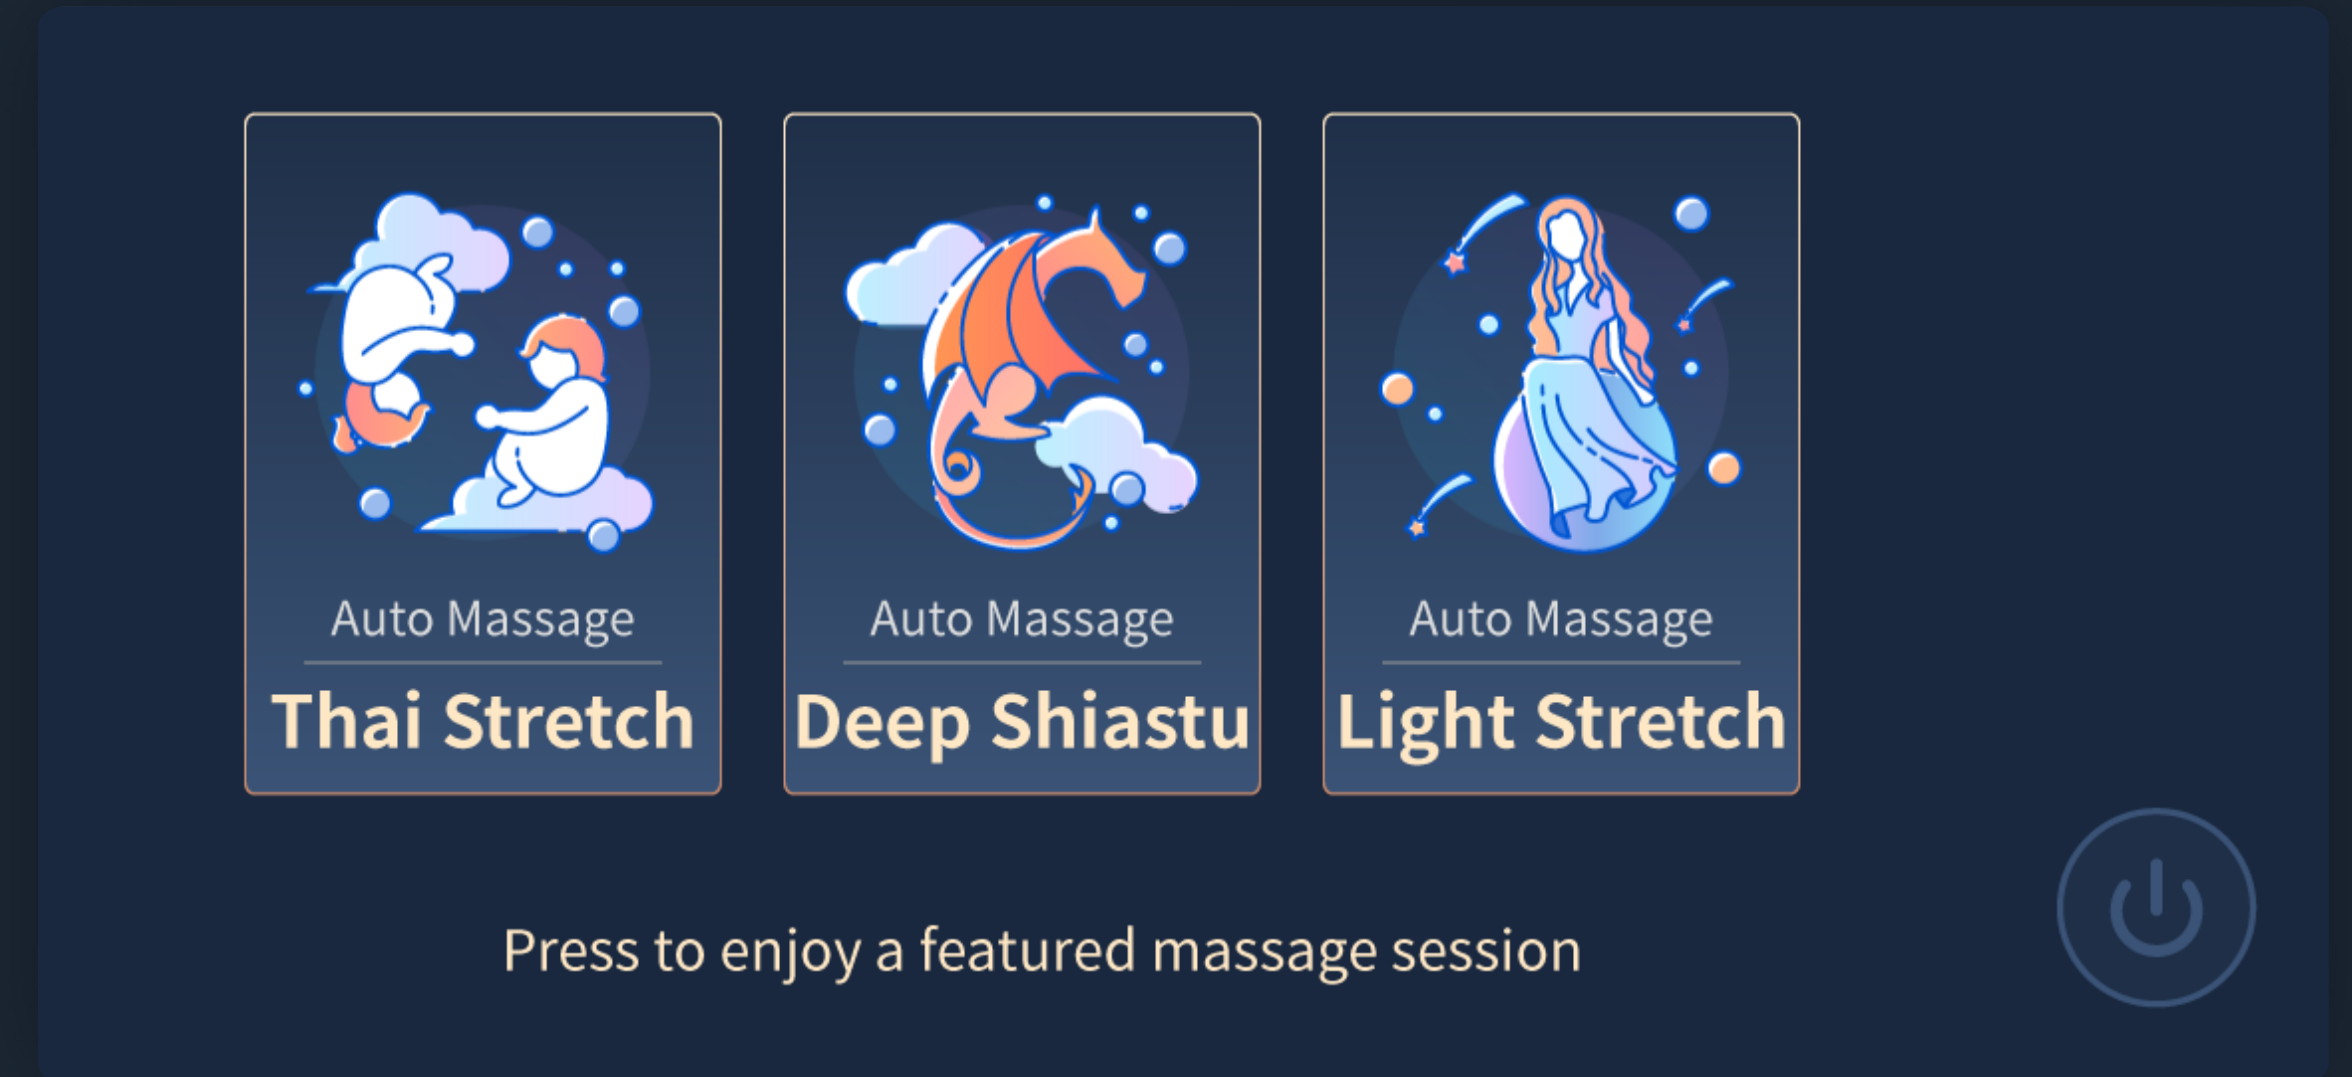 Auto Massage
Thai Stretch
Auto Massage
Deep Shiastu
Auto Massage
Light Stretch
Press to enjoy a featured massage session